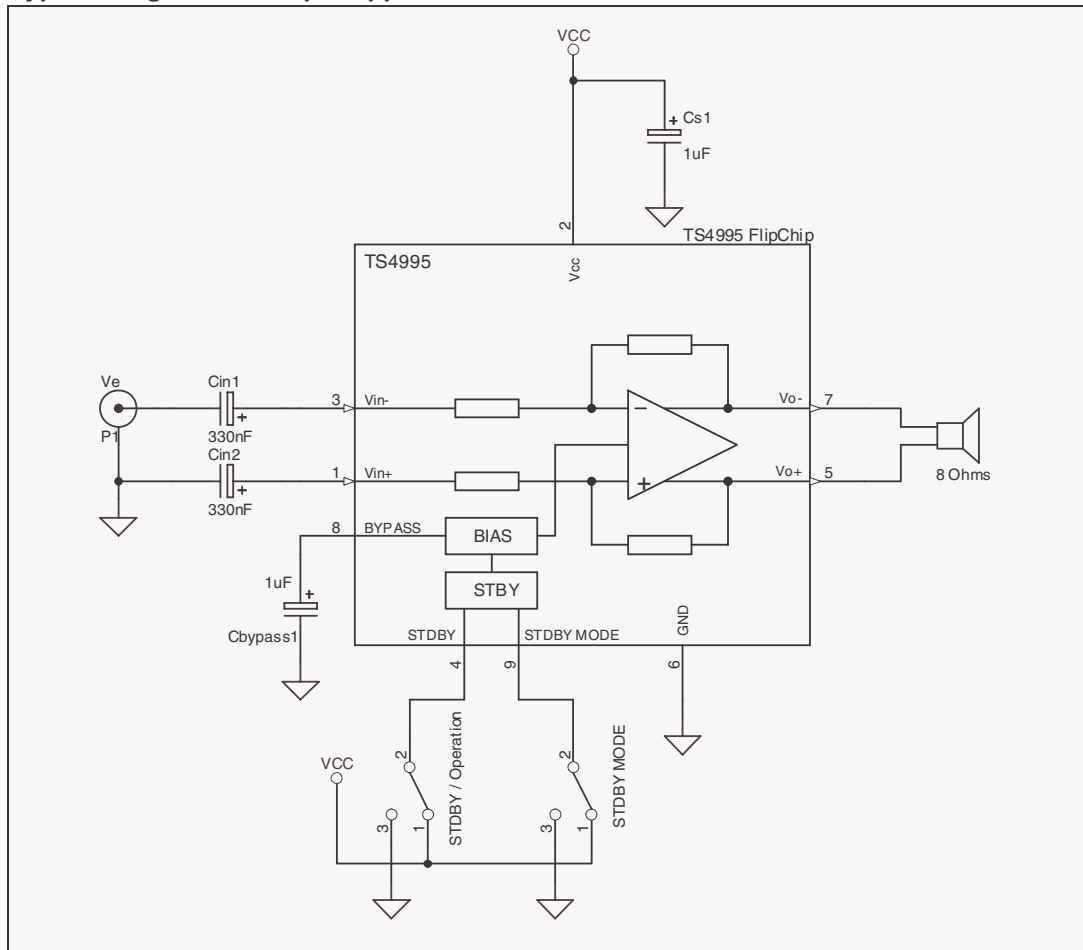 VCC
Cs1
+
1uF
2
TS4995 FlipChip
TS4995
Vcc
Ve
P1
Cin1
+
330nF
Cin2
+
330nF
3
Vin-
1
Vin+
−
+
Vo-
7
Vo+
5
8 Ohms
8
BYPASS
BIAS
STBY
1uF
+
Cbypass1
STDBY
STDBY MODE
GND
4
9
6
VCC
2
3
1
STDBY / Operation
2
3
1
STDBY MODE